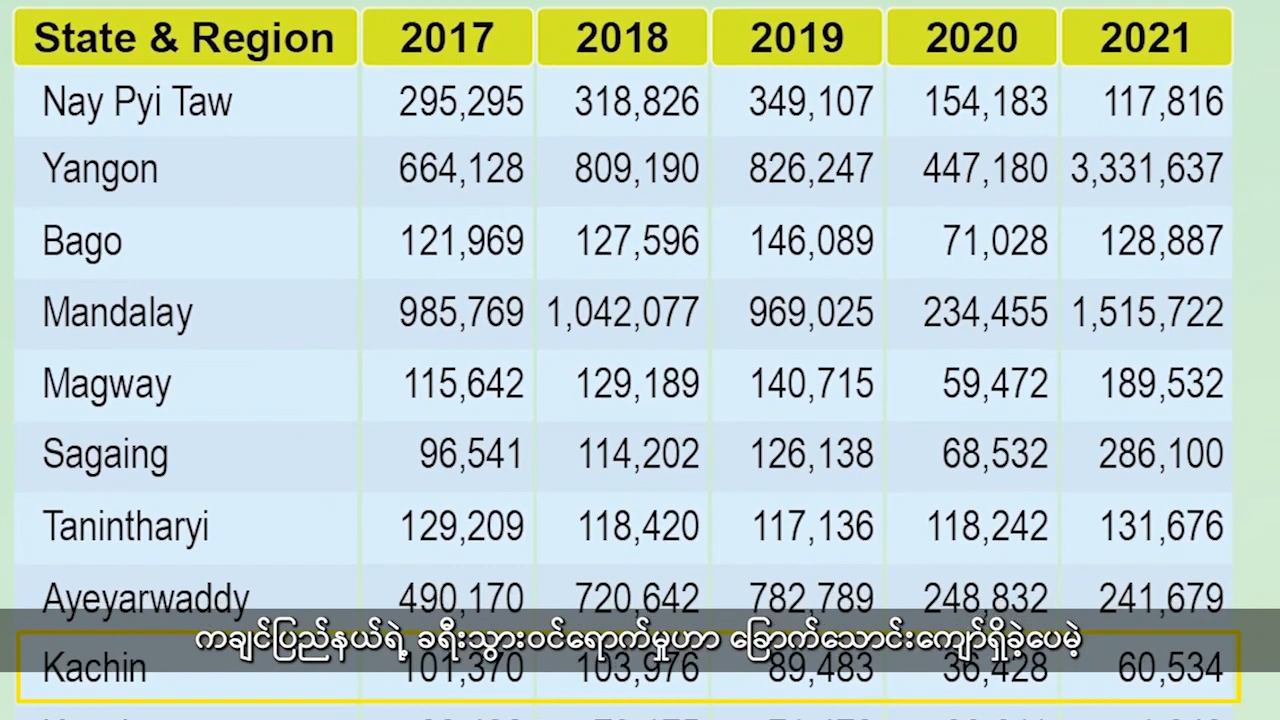 State & Region 2017 2018 2019 2020 2021
Nay Pyi Taw 295,295 318,826 349,107 154,183 117,816
Yangon 664,128 809,190 826,247 447,180 3,331,637
Bago 121,969 127,596 146,089 71,028 128,887
Mandalay 985,769 1,042,077 969,025 234,455 1,515,722
Magway 115,642 129,189 140,715 59,472 189,532
Sagaing 96,541 114,202 126,138 68,532 286,100
Tanintharyi 129,209 118,420 117,136 118,242 131,676
Ayeyarwaddy 490,170 720,642 782,789 248,832 241,679
ကချင်ပြည်နယ်ရဲ့ ခရီးသွားဝင်ရောက်မှုဟာ ခြောက်သောင်းကျော်ရှိခဲ့ပေမဲ့
Kachin 101,370 103,976 89,483 36,428 60,534